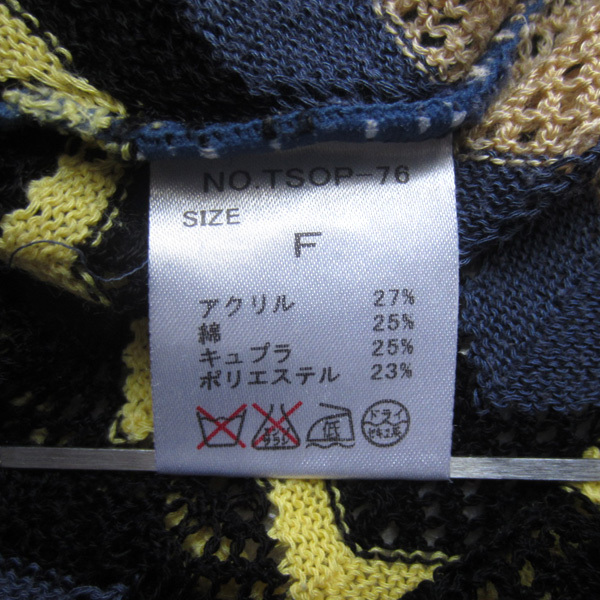 NO.TSOP-76
SIZE
F
アクリル 27%
綿 25%
キュプラ 25%
ポリエステル 23%
低
ドライ